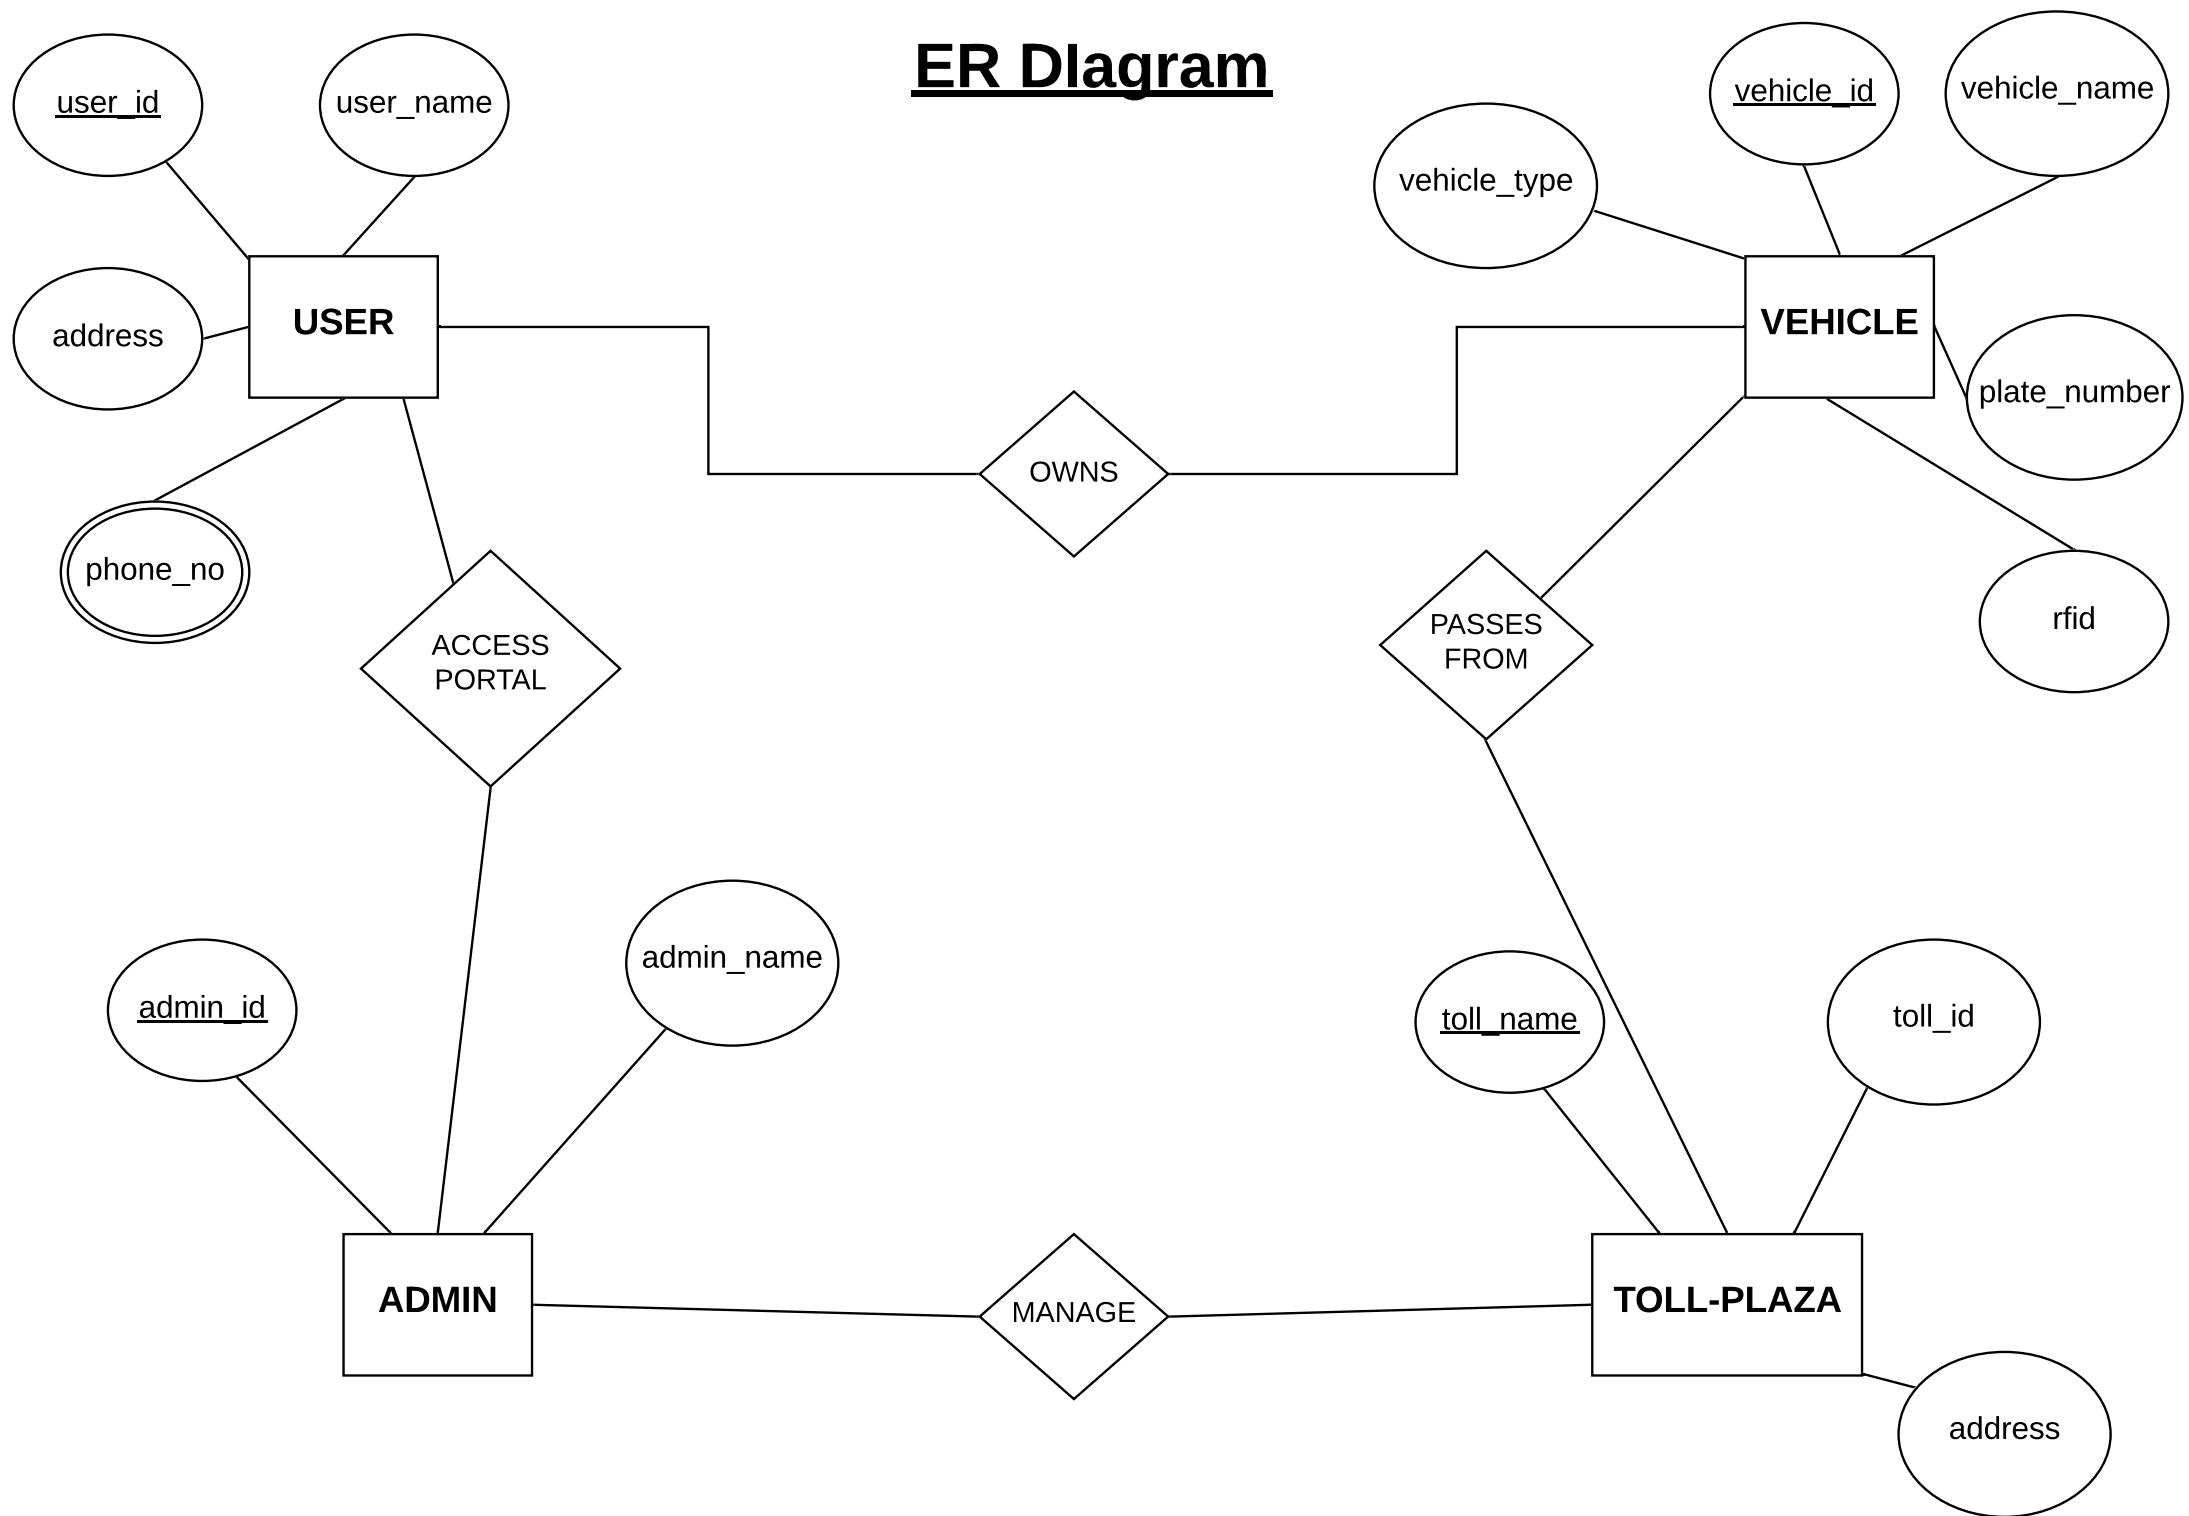 ER DIagram
user_id
user_name
vehicle_id
vehicle_name
vehicle_type
USER
address
VEHICLE
plate_number
OWNS
phone_no
ACCESS
PORTAL
PASSES
FROM
rfid
admin_id
admin_name
toll_name
toll_id
ADMIN
MANAGE
TOLL-PLAZA
address